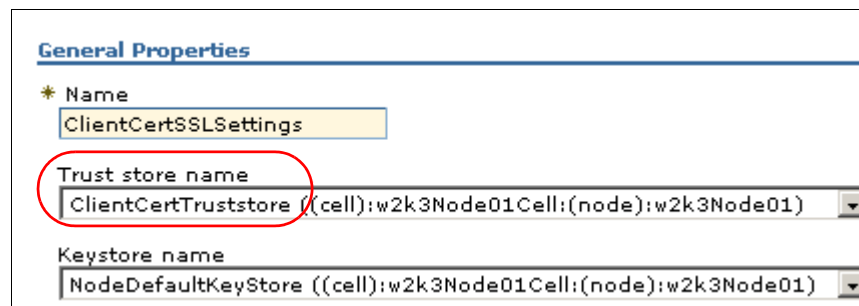 General Properties
* Name
ClientCertSSLSettings
Trust store name
ClientCertTruststore ((cell):w2k3Node01Cell:(node):w2k3Node01)
Keystore name
NodeDefaultKeyStore ((cell):w2k3Node01Cell:(node):w2k3Node01)